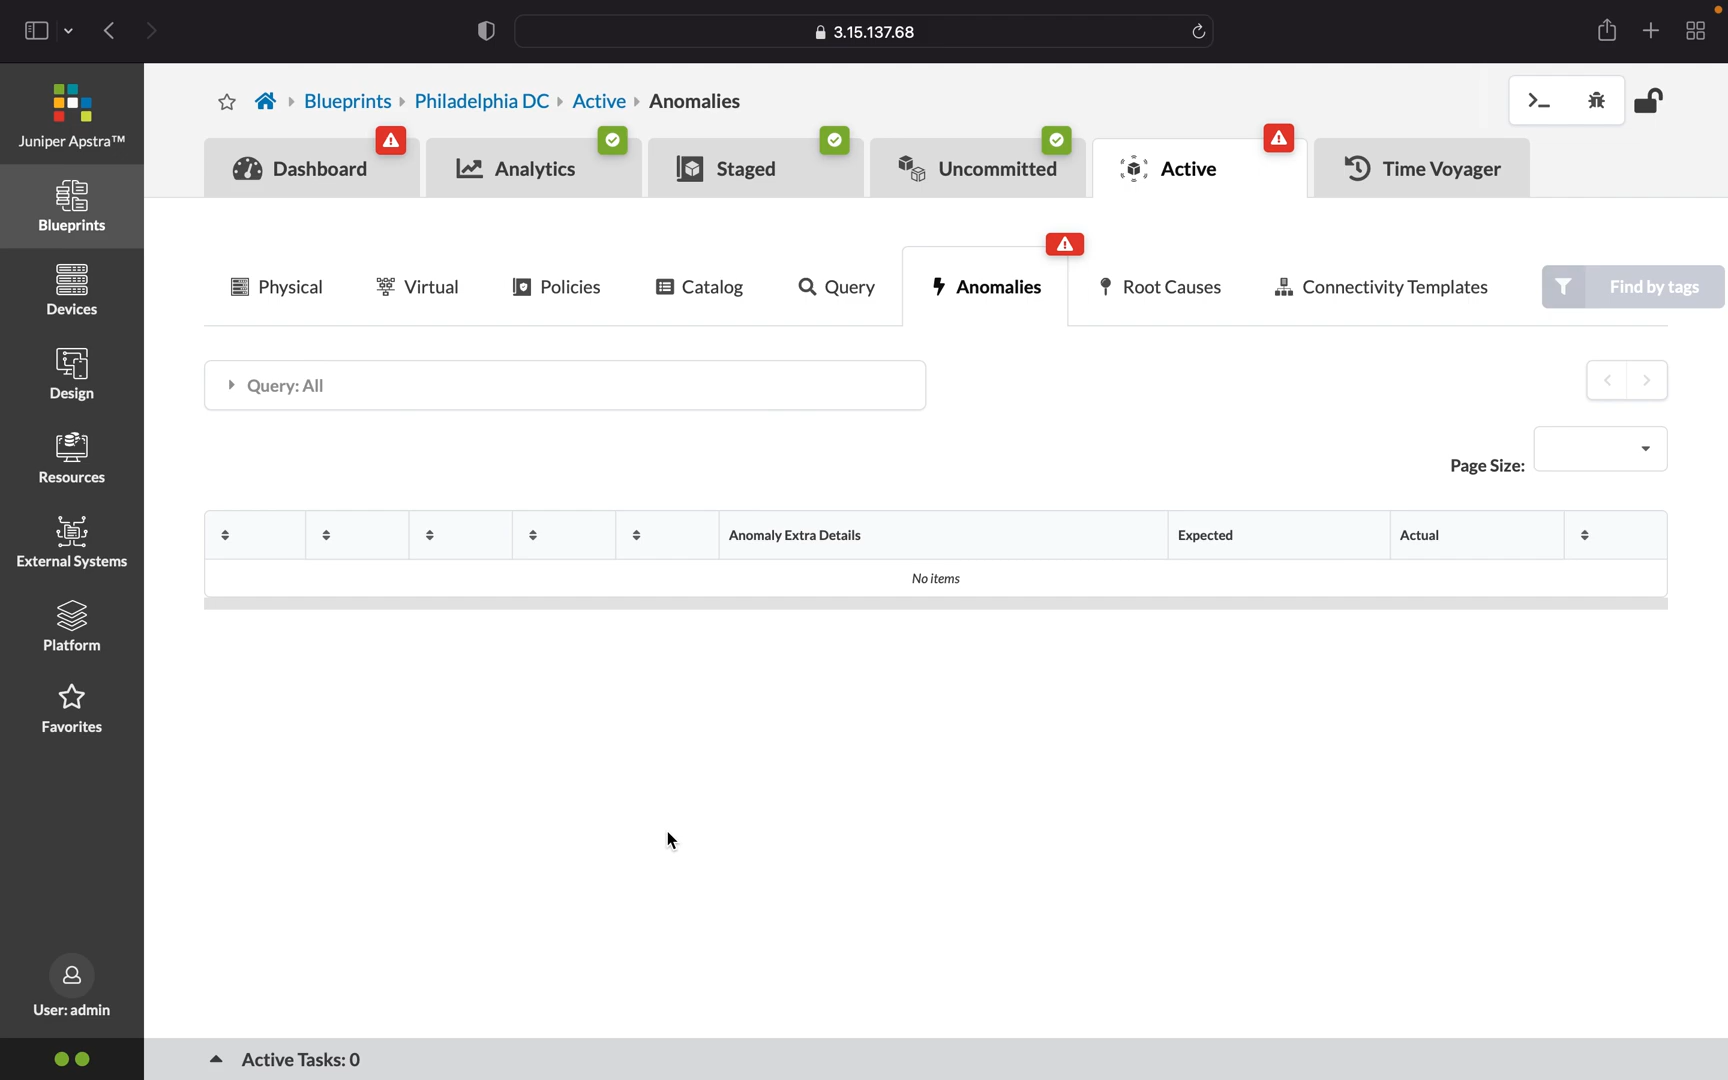 3.15.137.68
Juniper Apstra™
Blueprints
Devices
Design
Resources
External Systems
Platform
Favorites
User: admin
Blueprints Philadelphia DC Active Anomalies
Dashboard Analytics Staged Uncommitted Active Time Voyager
Physical Virtual Policies Catalog Query Anomalies Root Causes Connectivity Templates Find by tags
Query: All
Page Size:
Anomaly Extra Details Expected Actual
No items
Active Tasks: 0